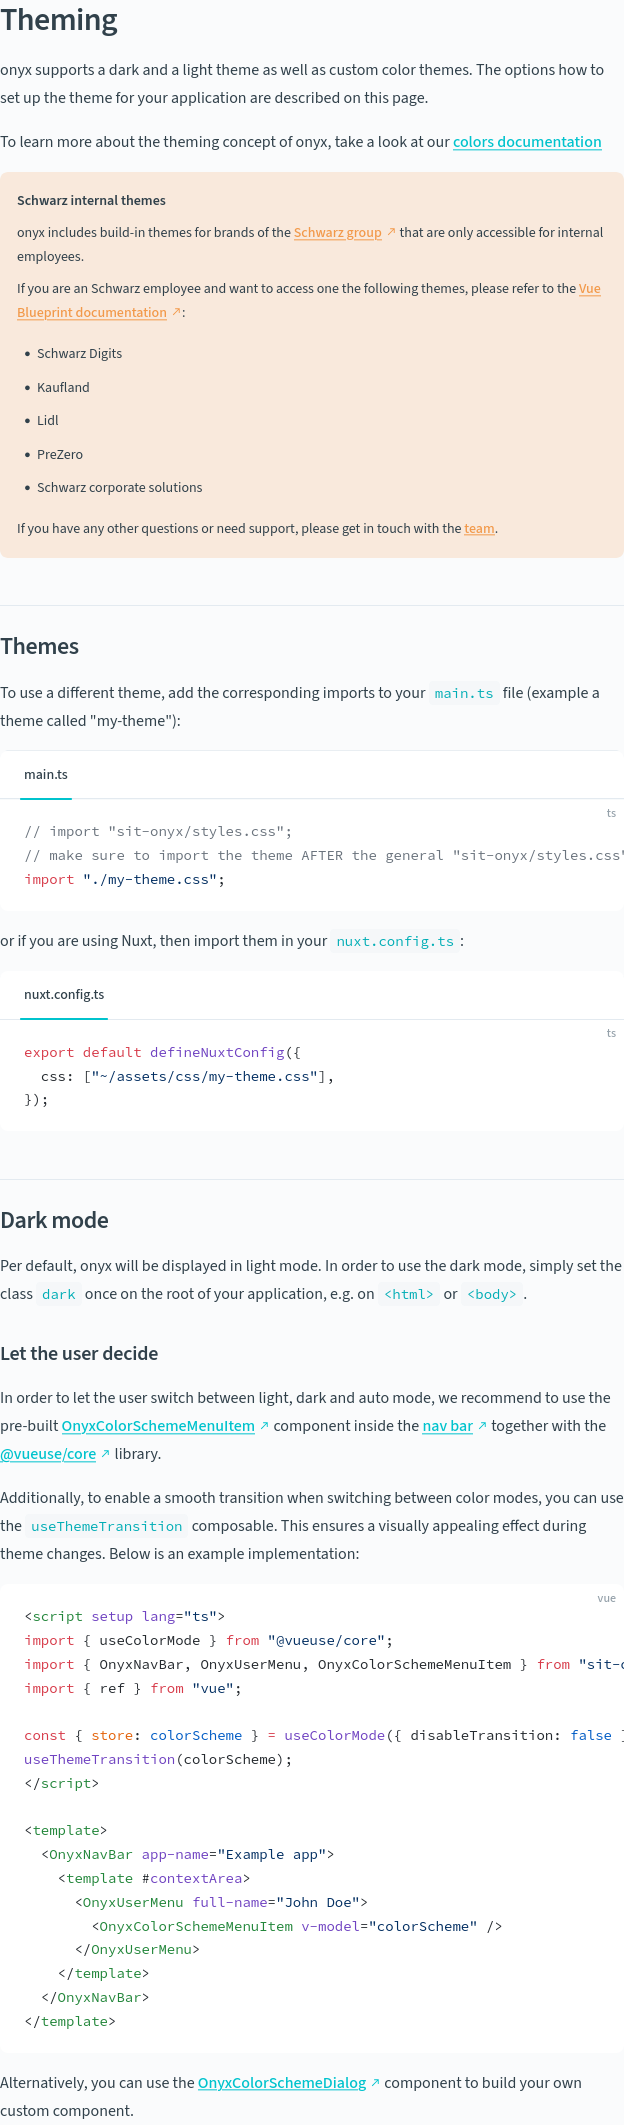 Theming
onyx supports a dark and a light theme as well as custom color themes. The options how to
set up the theme for your application are described on this page.
To learn more about the theming concept of onyx, take a look at our colors documentation
Schwarz internal themes
onyx includes build-in themes for brands of the Schwarz group ↗ that are only accessible for internal
employees.
If you are an Schwarz employee and want to access one the following themes, please refer to the Vue
Blueprint documentation ↗:
• Schwarz Digits
• Kaufland
• Lidl
• PreZero
• Schwarz corporate solutions
If you have any other questions or need support, please get in touch with the team.
Themes
To use a different theme, add the corresponding imports to your main.ts file (example a
theme called "my-theme"):
main.ts
ts
// import "sit-onyx/styles.css";
// make sure to import the theme AFTER the general "sit-onyx/styles.css"
import "./my-theme.css";
or if you are using Nuxt, then import them in your nuxt.config.ts :
nuxt.config.ts
ts
export default defineNuxtConfig({
  css: ["~/assets/css/my-theme.css"],
});
Dark mode
Per default, onyx will be displayed in light mode. In order to use the dark mode, simply set the
class dark once on the root of your application, e.g. on <html> or <body> .
Let the user decide
In order to let the user switch between light, dark and auto mode, we recommend to use the
pre-built OnyxColorSchemeMenuItem ↗ component inside the nav bar ↗ together with the
@vueuse/core ↗ library.
Additionally, to enable a smooth transition when switching between color modes, you can use
the useThemeTransition composable. This ensures a visually appealing effect during
theme changes. Below is an example implementation:
vue
<script setup lang="ts">
import { useColorMode } from "@vueuse/core";
import { OnyxNavBar, OnyxUserMenu, OnyxColorSchemeMenuItem } from "sit-
import { ref } from "vue";
const { store: colorScheme } = useColorMode({ disableTransition: false }
useThemeTransition(colorScheme);
</script>
<template>
  <OnyxNavBar app-name="Example app">
    <template #contextArea>
      <OnyxUserMenu full-name="John Doe">
        <OnyxColorSchemeMenuItem v-model="colorScheme" />
      </OnyxUserMenu>
    </template>
  </OnyxNavBar>
</template>
Alternatively, you can use the OnyxColorSchemeDialog ↗ component to build your own
custom component.